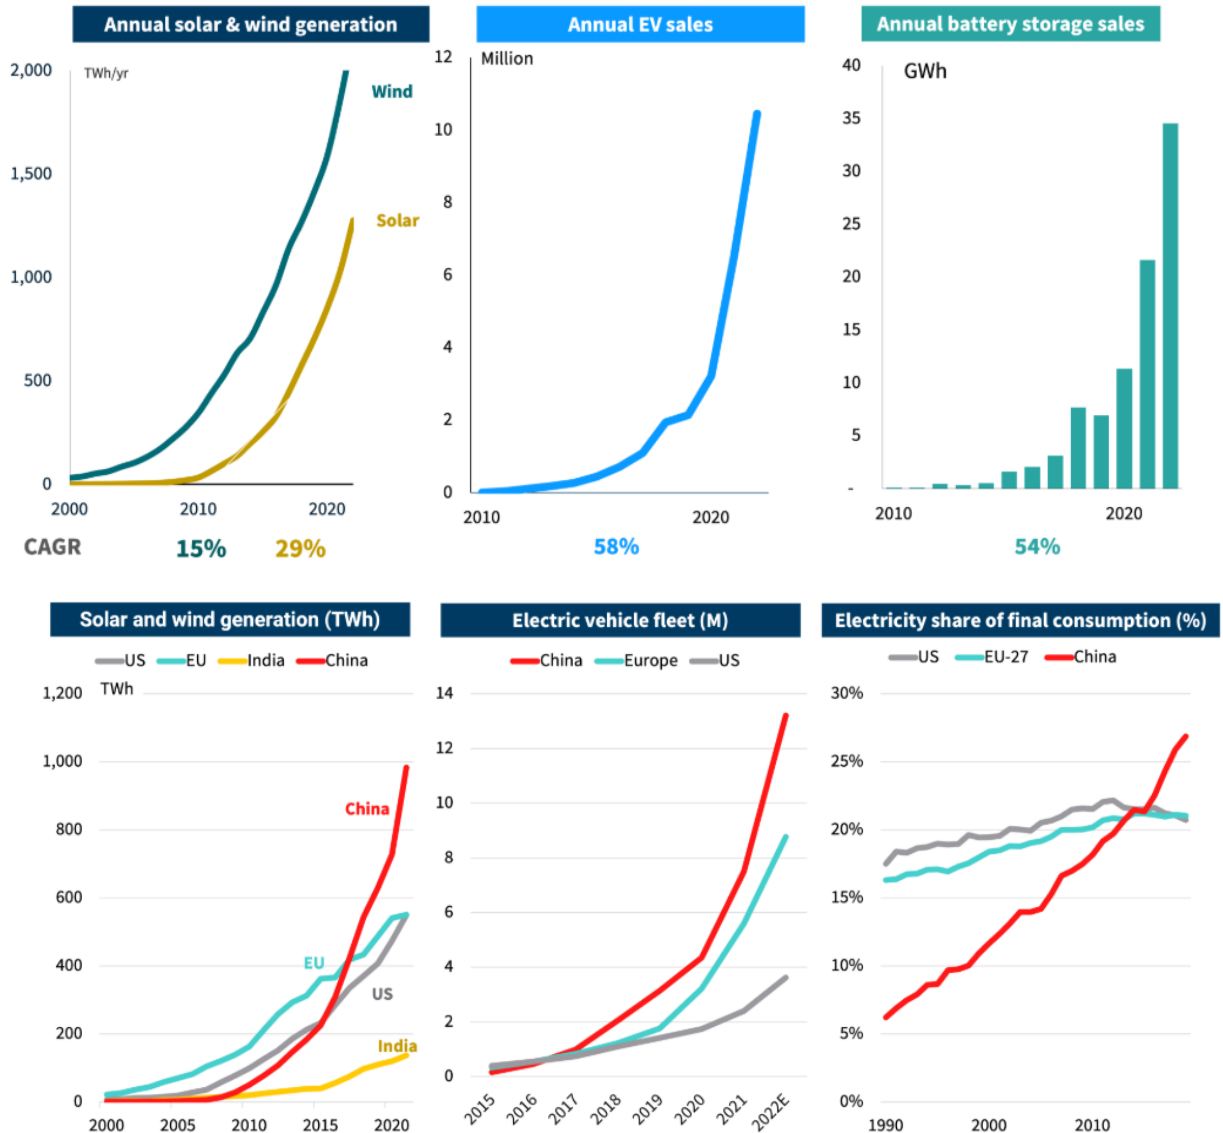 Annual solar & wind generation
2,000
TWh/yr
Wind
1,500
Solar
1,000
500
0
2000 2010 2020
CAGR 15% 29%
Annual EV sales
12
Million
10
8
6
4
2
0
2010 2020
58%
Annual battery storage sales
40
GWh
35
30
25
20
15
10
5
-
2010 2020
54%
Solar and wind generation (TWh)
US EU India China
1,200
TWh
1,000
China
800
600
EU
400
US
200
India
0
2000 2005 2010 2015 2020
Electric vehicle fleet (M)
China Europe US
14
12
10
8
6
4
2
0
2015 2016 2017 2018 2019 2020 2021 2022E
Electricity share of final consumption (%)
US EU-27 China
30%
25%
20%
15%
10%
5%
0%
1990 2000 2010